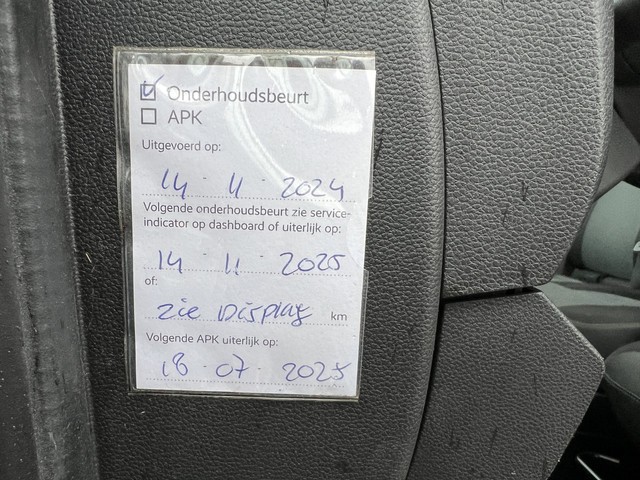 Onderhoudsbeurt
APK
Uitgevoerd op:
14 11 2024
Volgende onderhoudsbeurt zie service-
indicator op dashboard of uiterlijk op:
14 11 2025
of:
zie Display km
Volgende APK uiterlijk op:
18 07 2025